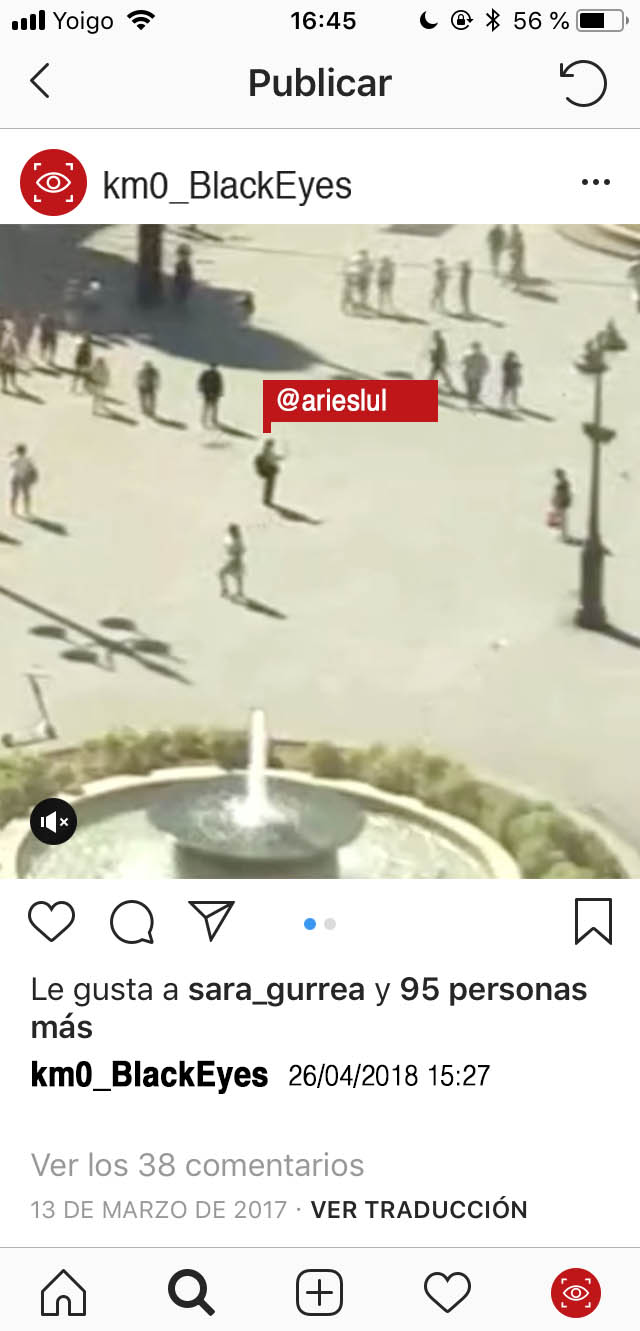 Yoigo 16:45 56 %
Publicar
km0_BlackEyes
@arieslul
Le gusta a sara_gurrea y 95 personas
más
km0_BlackEyes 26/04/2018 15:27
Ver los 38 comentarios
13 DE MARZO DE 2017 · VER TRADUCCIÓN